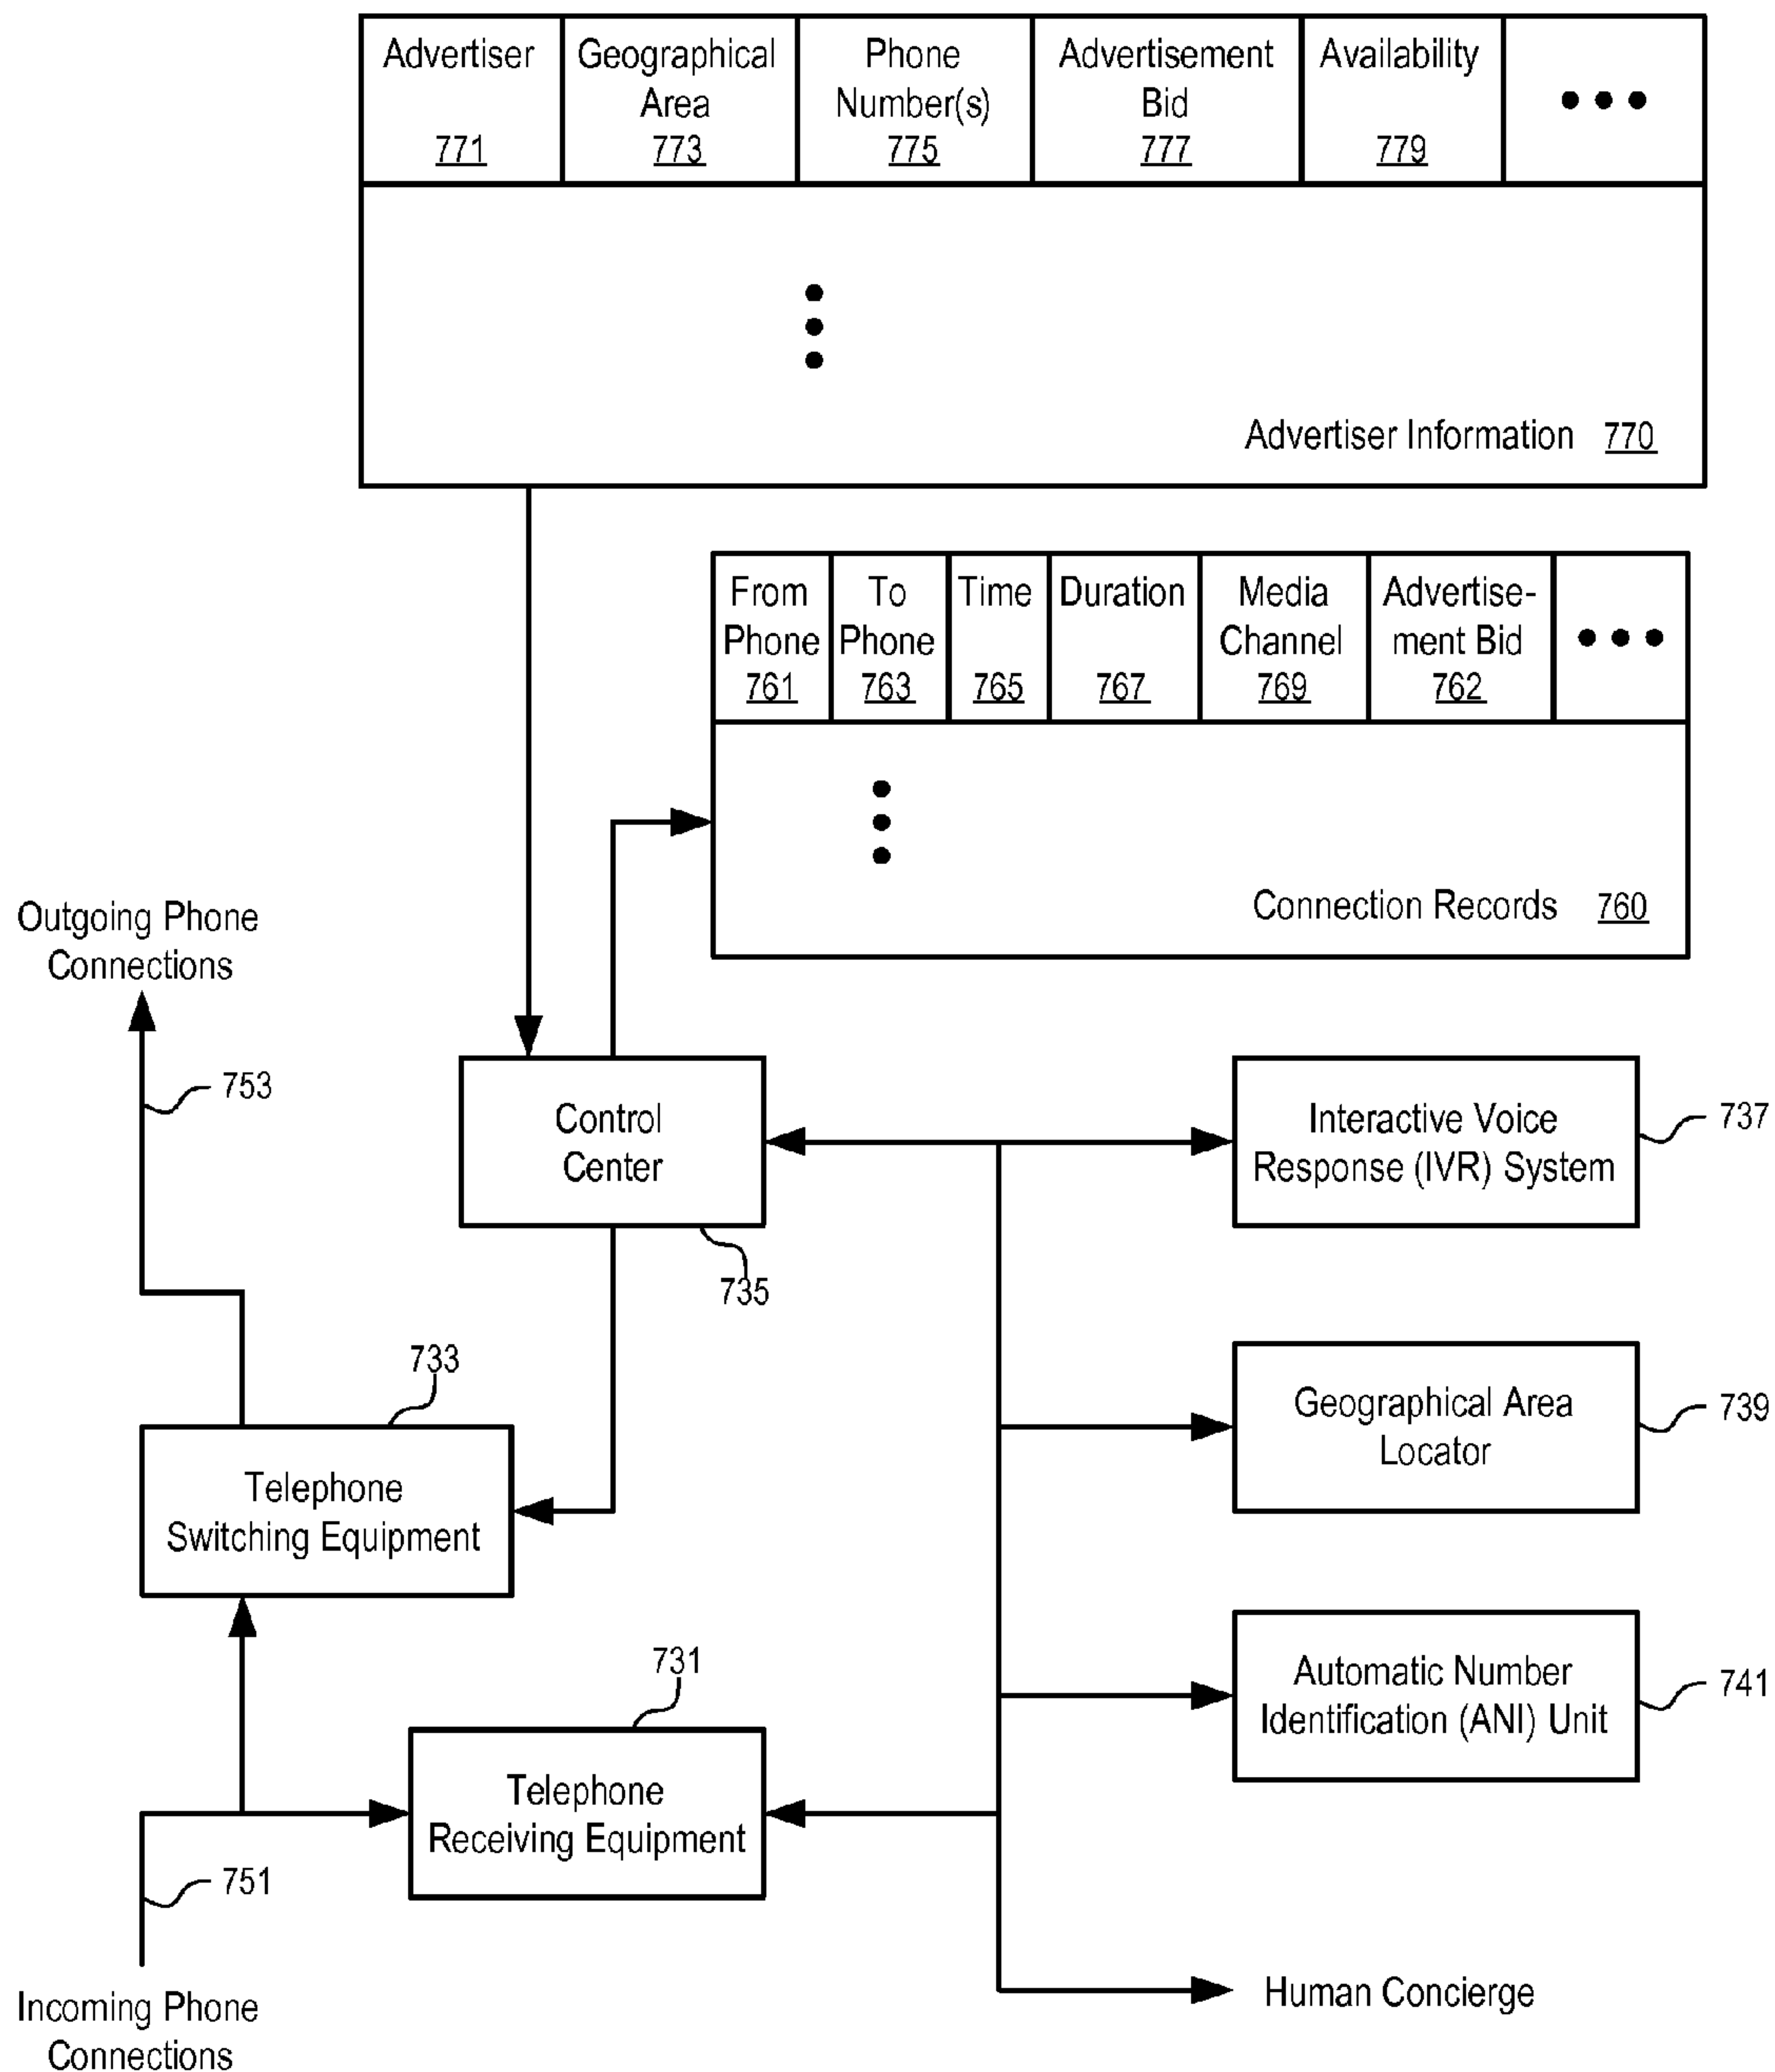 Advertiser
771
Geographical
Area
773
Phone
Number(s)
775
Advertisement
Bid
777
Availability
779
Advertiser Information 770
From
Phone
761
To
Phone
763
Time
765
Duration
767
Media
Channel
769
Advertise-
ment Bid
762
Connection Records 760
Outgoing Phone
Connections
753
Control
Center
735
Interactive Voice
Response (IVR) System
737
733
Telephone
Switching Equipment
Geographical Area
Locator
739
731
Telephone
Receiving Equipment
Automatic Number
Identification (ANI) Unit
741
751
Incoming Phone
Connections
Human Concierge